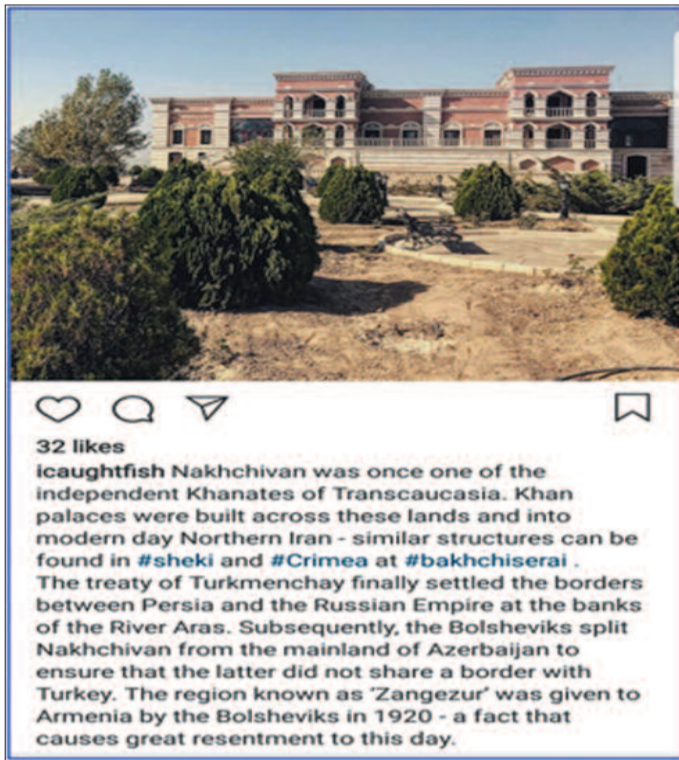 32 likes
icaughtfish Nakhchivan was once one of the
independent Khanates of Transcaucasia. Khan
palaces were built across these lands and into
modern day Northern Iran - similar structures can be
found in #sheki and #Crimea at #bakhchiserai .
The treaty of Turkmenchay finally settled the borders
between Persia and the Russian Empire at the banks
of the River Aras. Subsequently, the Bolsheviks split
Nakhchivan from the mainland of Azerbaijan to
ensure that the latter did not share a border with
Turkey. The region known as 'Zangezur' was given to
Armenia by the Bolsheviks in 1920 - a fact that
causes great resentment to this day.